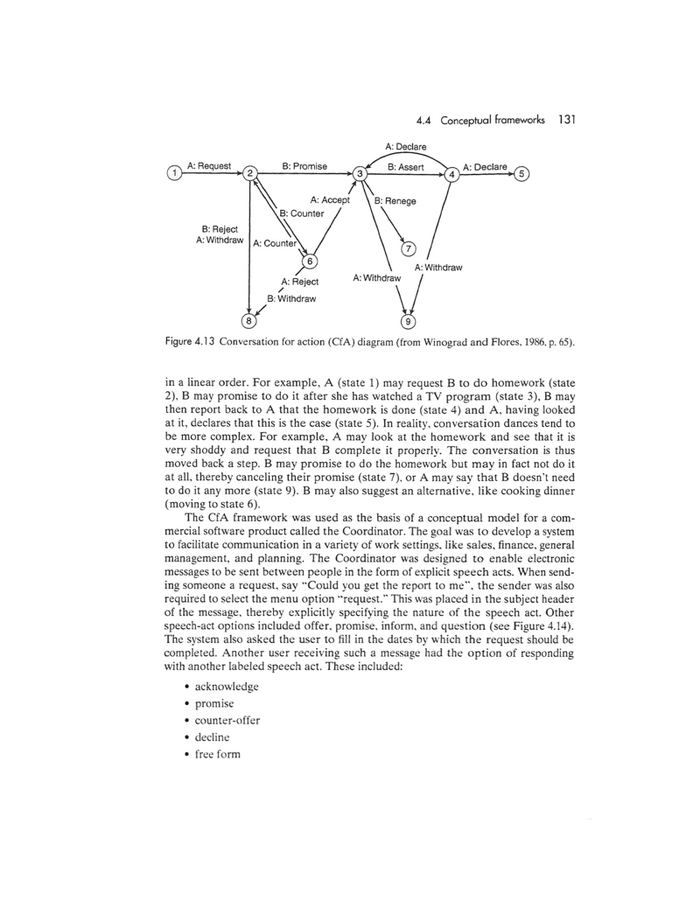 4.4 Conceptual frameworks 131
A: Declare
A: Request
B: Promise
B: Assert
A: Declare
1
2
3
4
5
A: Accept
B: Renege
B: Counter
B: Reject
A: Withdraw
A: Counter
7
6
A: Withdraw
A: Reject
A: Withdraw
B: Withdraw
8
9
Figure 4.13 Conversation for action (CfA) diagram (from Winograd and Flores, 1986, p. 65).
in a linear order. For example, A (state 1) may request B to do homework (state
2), B may promise to do it after she has watched a TV program (state 3), B may
then report back to A that the homework is done (state 4) and A, having looked
at it, declares that this is the case (state 5). In reality, conversation dances tend to
be more complex. For example, A may look at the homework and see that it is
very shoddy and request that B complete it properly. The conversation is thus
moved back a step. B may promise to do the homework but may in fact not do it
at all, thereby canceling their promise (state 7), or A may say that B doesn't need
to do it any more (state 9). B may also suggest an alternative, like cooking dinner
(moving to state 6).
The CfA framework was used as the basis of a conceptual model for a com-
mercial software product called the Coordinator. The goal was to develop a system
to facilitate communication in a variety of work settings, like sales, finance, general
management, and planning. The Coordinator was designed to enable electronic
messages to be sent between people in the form of explicit speech acts. When send-
ing someone a request, say "Could you get the report to me", the sender was also
required to select the menu option "request." This was placed in the subject header
of the message, thereby explicitly specifying the nature of the speech act. Other
speech-act options included offer, promise, inform, and question (see Figure 4.14).
The system also asked the user to fill in the dates by which the request should be
completed. Another user receiving such a message had the option of responding
with another labeled speech act. These included:
• acknowledge
• promise
• counter-offer
• decline
• free form